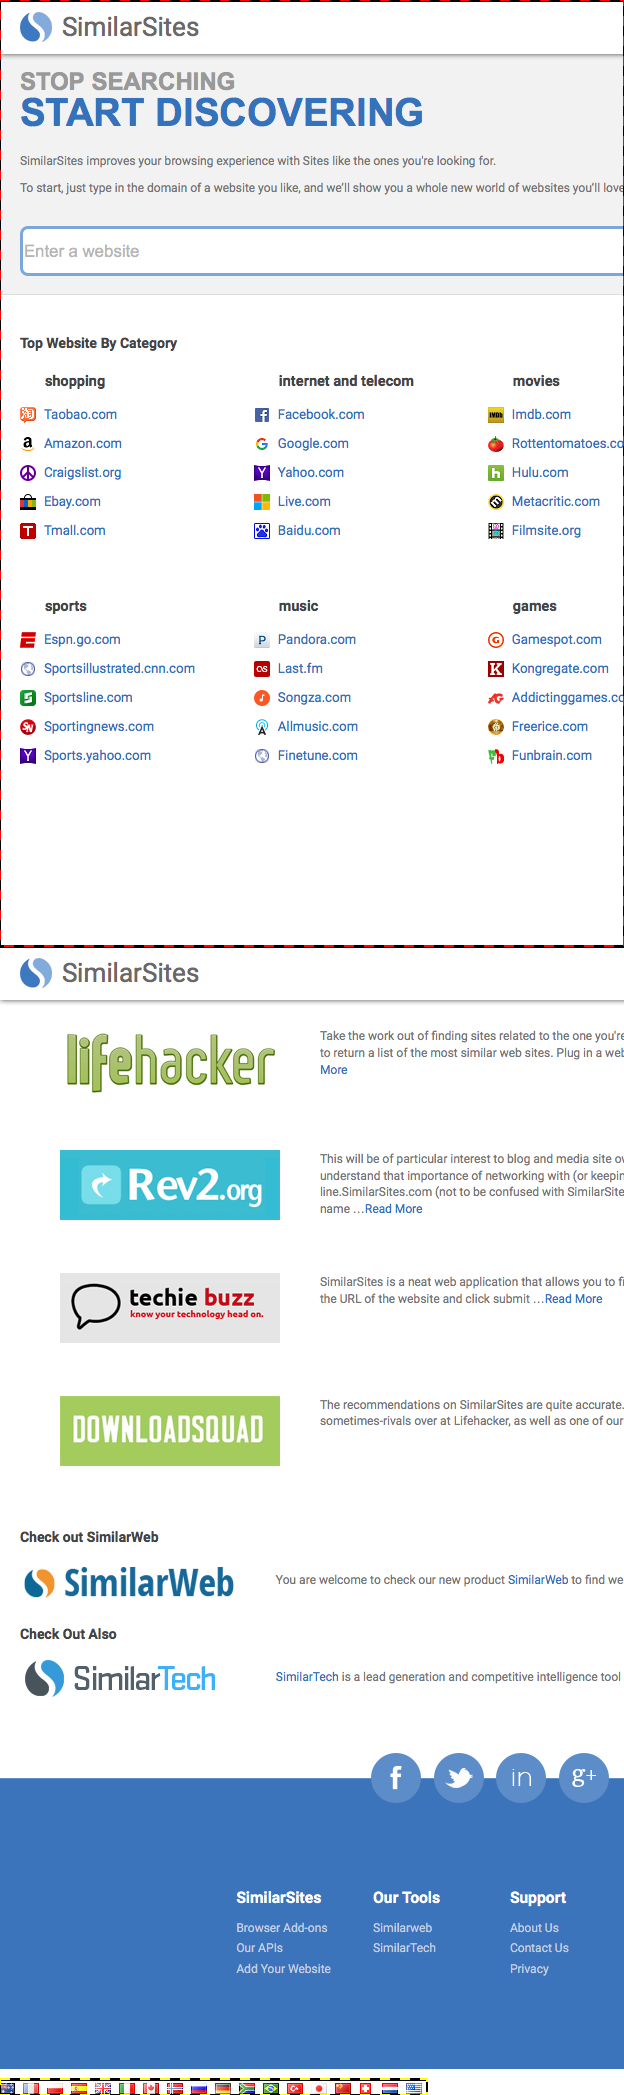 SimilarSites
STOP SEARCHING
START DISCOVERING
SimilarSites improves your browsing experience with Sites like the ones you're looking for.
To start, just type in the domain of a website you like, and we'll show you a whole new world of websites you'll love
Enter a website
Top Website By Category
shopping
Taobao.com
Amazon.com
Craigslist.org
Ebay.com
Tmall.com
internet and telecom
Facebook.com
Google.com
Yahoo.com
Live.com
Baidu.com
movies
Imdb.com
Rottentomatoes.co
Hulu.com
Metacritic.com
Filmsite.org
sports
Espn.go.com
Sportsillustrated.cnn.com
Sportsline.com
Sportingnews.com
Sports.yahoo.com
music
Pandora.com
Last.fm
Songza.com
Allmusic.com
Finetune.com
games
Gamespot.com
Kongregate.com
Addictinggames.co
Freerice.com
Funbrain.com
SimilarSites
lifehacker
Take the work out of finding sites related to the one you're
to return a list of the most similar web sites. Plug in a web
More
Rev2.org
This will be of particular interest to blog and media site ow
understand that importance of networking with (or keepin
line.SimilarSites.com (not to be confused with SimilarSite
name ...Read More
techie buzz
know your technology head on.
SimilarSites is a neat web application that allows you to fi
the URL of the website and click submit ...Read More
DOWNLOADSQUAD
The recommendations on SimilarSites are quite accurate.
sometimes-rivals over at Lifehacker, as well as one of our
Check out SimilarWeb
SimilarWeb
You are welcome to check our new product SimilarWeb to find we
Check Out Also
SimilarTech
SimilarTech is a lead generation and competitive intelligence tool
f
in
g+
SimilarSites
Browser Add-ons
Our APIs
Add Your Website
Our Tools
Similarweb
SimilarTech
Support
About Us
Contact Us
Privacy